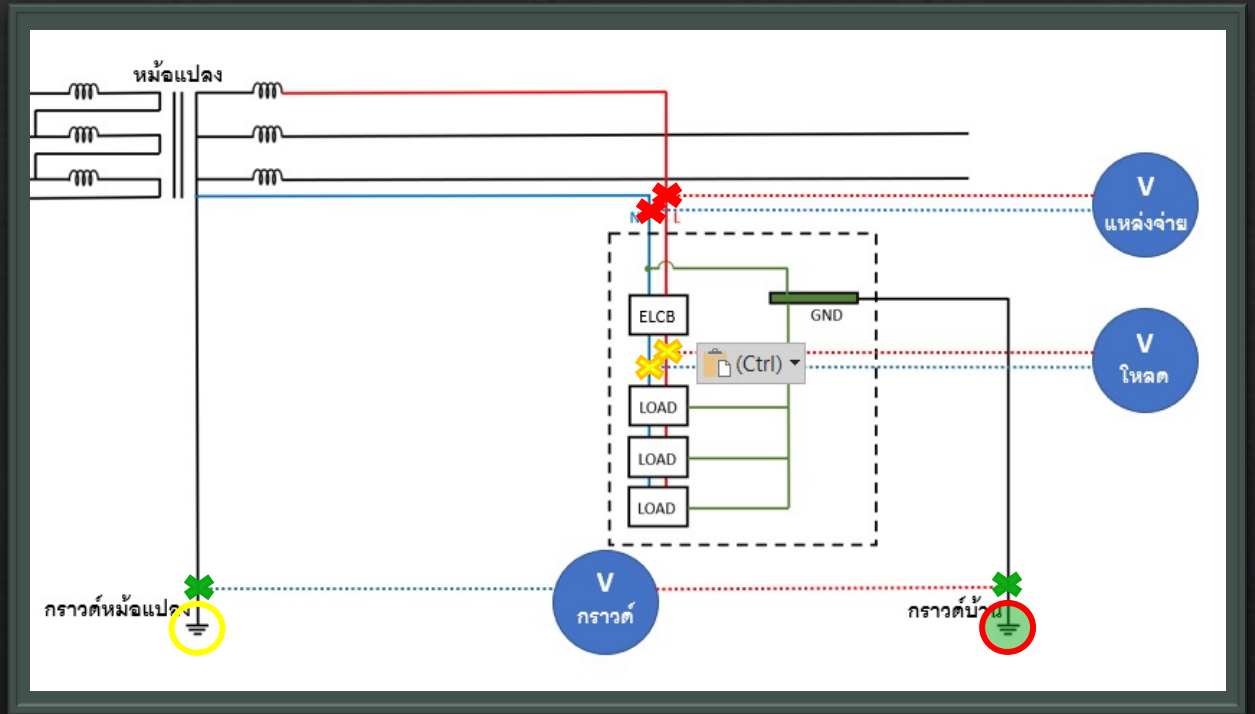 หม้อแปลง
V
แหล่งจ่าย
N L
ELCB
GND
V
โหลด
(Ctrl)
LOAD
LOAD
LOAD
V
กราวด์
กราวด์หม้อแปลง
กราวด์บ้าน